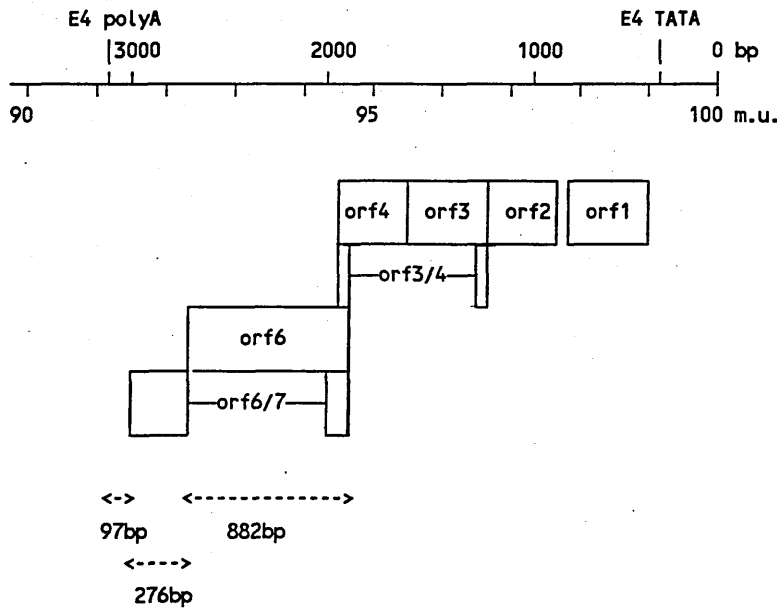 E4 polyA E4 TATA
3000 2000 1000 0 bp
90 95 100 m.u.
orf4 orf3 orf2 orf1
orf3/4
orf6
orf6/7
97bp 882bp
276bp